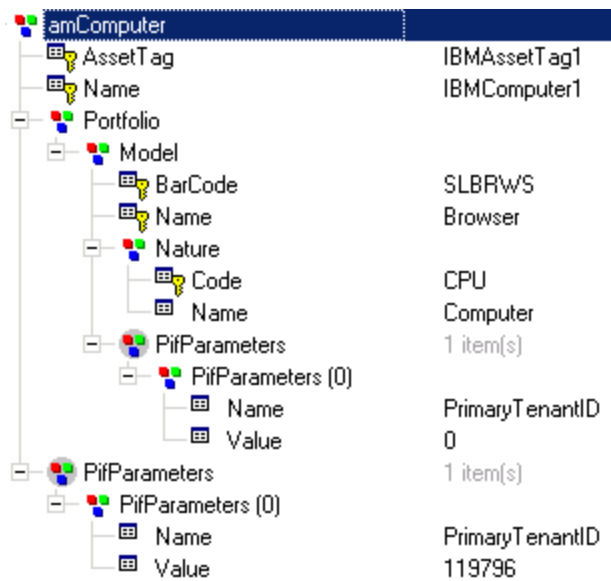 amComputer
AssetTag IBMAssetTag1
Name IBMComputer1
Portfolio
Model
BarCode SLBRWS
Name Browser
Nature
Code CPU
Name Computer
PifParameters 1 item(s)
PifParameters (0)
Name PrimaryTenantID
Value 0
PifParameters 1 item(s)
PifParameters (0)
Name PrimaryTenantID
Value 119796